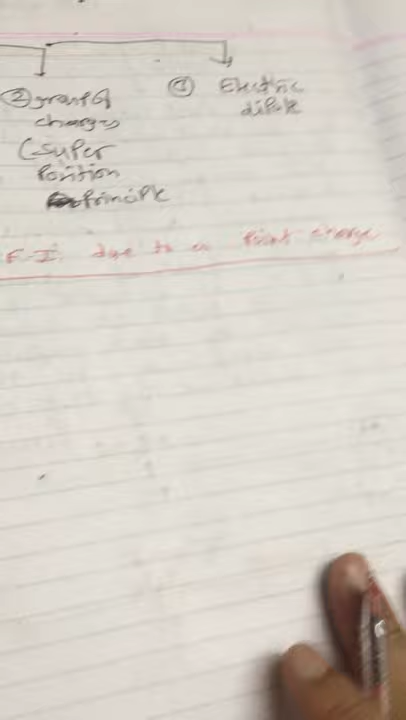 ② group of
charges
(super
position
principle
③ Electric
dipole
E.I. due to a point charge